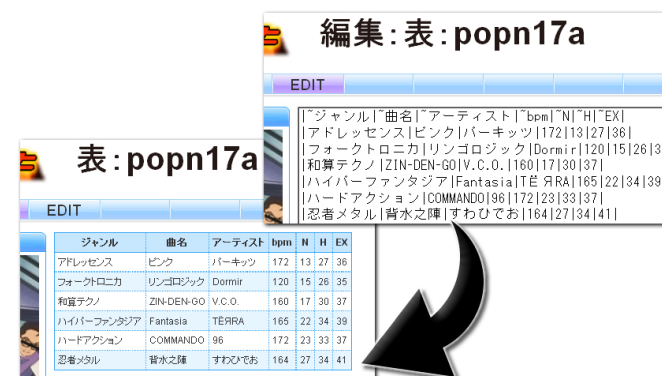 編集:表:popn17a
EDIT
|~ジャンル|~曲名|~アーティスト|~bpm|~N|~H|~EX|
|アドレッセンス|ピンク|パーキッツ|172|13|27|36|
|フォークトロニカ|リンゴロジック|Dormir|120|15|26|3
|和算テクノ|ZIN-DEN-GO|V.C.O.|160|17|30|37|
|ハイパーファンタジア|Fantasia|TЁЯRA|165|22|34|39
|ハードアクション|COMMANDO|96|172|23|33|37|
|忍者メタル|背水之陣|すわひでお|164|27|34|41|
表:popn17a
EDIT
ジャンル 曲名 アーティスト bpm N H EX
アドレッセンス ピンク パーキッツ 172 13 27 36
フォークトロニカ リンゴロジック Dormir 120 15 26 35
和算テクノ ZIN-DEN-GO V.C.O. 160 17 30 37
ハイパーファンタジア Fantasia TЁЯRA 165 22 34 39
ハードアクション COMMANDO 96 172 23 33 37
忍者メタル 背水之陣 すわひでお 164 27 34 41